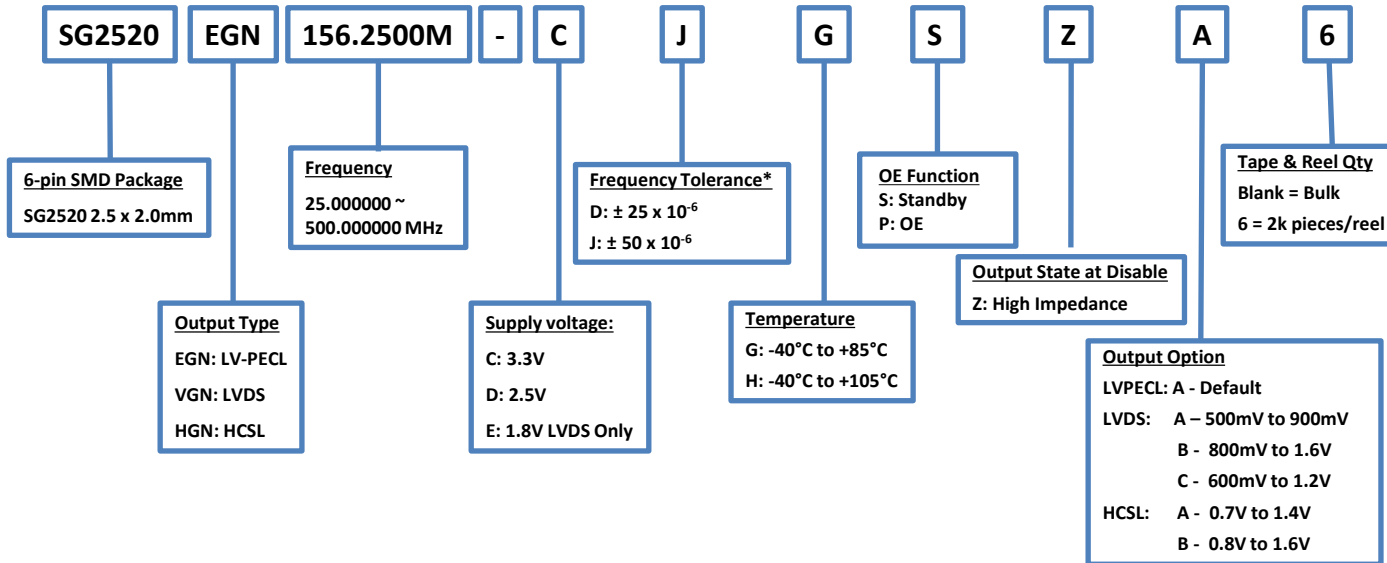 SG2520 EGN 156.2500M - C J G S Z A 6
6-pin SMD Package
SG2520 2.5 x 2.0mm
Output Type
EGN: LV-PECL
VGN: LVDS
HGN: HCSL
Frequency
25.000000 ~
500.000000 MHz
Supply voltage:
C: 3.3V
D: 2.5V
E: 1.8V LVDS Only
Frequency Tolerance*
D: ± 25 x 10⁻⁶
J: ± 50 x 10⁻⁶
Temperature
G: -40°C to +85°C
H: -40°C to +105°C
OE Function
S: Standby
P: OE
Output State at Disable
Z: High Impedance
Output Option
LVPECL: A - Default
LVDS: A – 500mV to 900mV
B - 800mV to 1.6V
C - 600mV to 1.2V
HCSL: A - 0.7V to 1.4V
B - 0.8V to 1.6V
Tape & Reel Qty
Blank = Bulk
6 = 2k pieces/reel